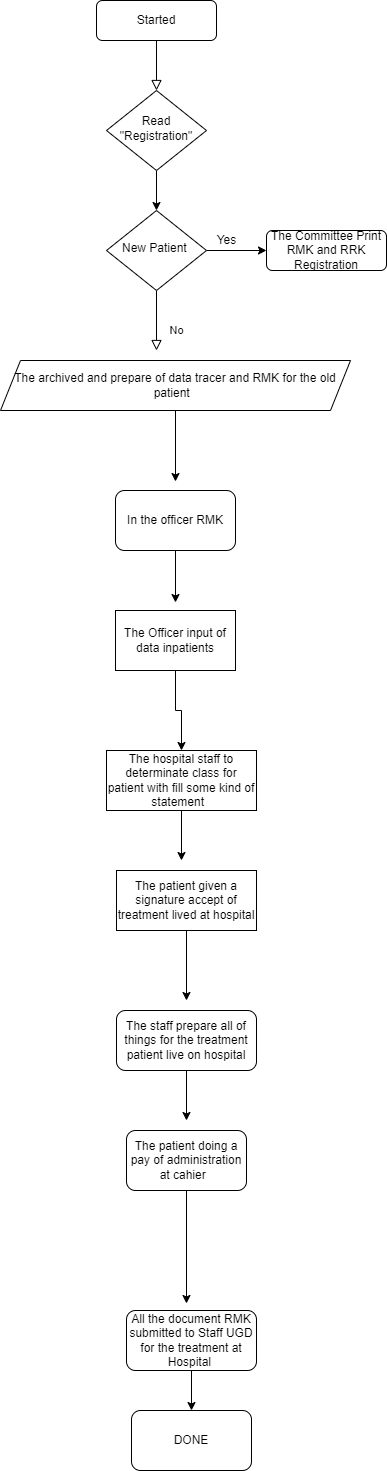 Started
Read
"Registration"
New Patient
Yes
The Committee Print
RMK and RRK
Registration
No
The archived and prepare of data tracer and RMK for the old
patient
In the officer RMK
The Officer input of
data inpatients
The hospital staff to
determinate class for
patient with fill some kind of
statement
The patient given a
signature accept of
treatment lived at hospital
The staff prepare all of
things for the treatment
patient live on hospital
The patient doing a
pay of administration
at cahier
All the document RMK
submitted to Staff UGD
for the treatment at
Hospital
DONE